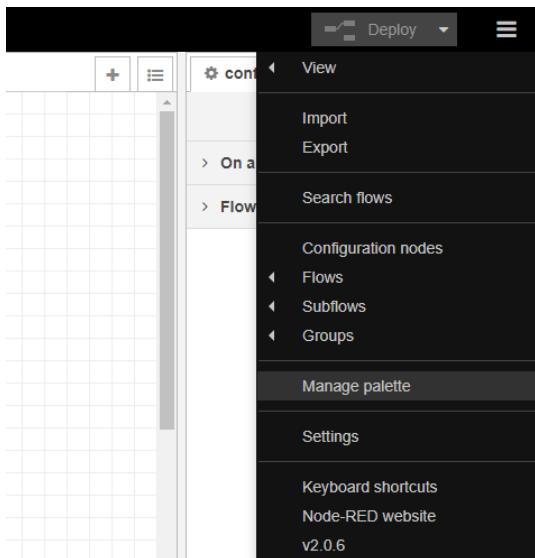 Deploy
conf
View
Import
Export
On a
Search flows
Flow
Configuration nodes
Flows
Subflows
Groups
Manage palette
Settings
Keyboard shortcuts
Node-RED website
v2.0.6